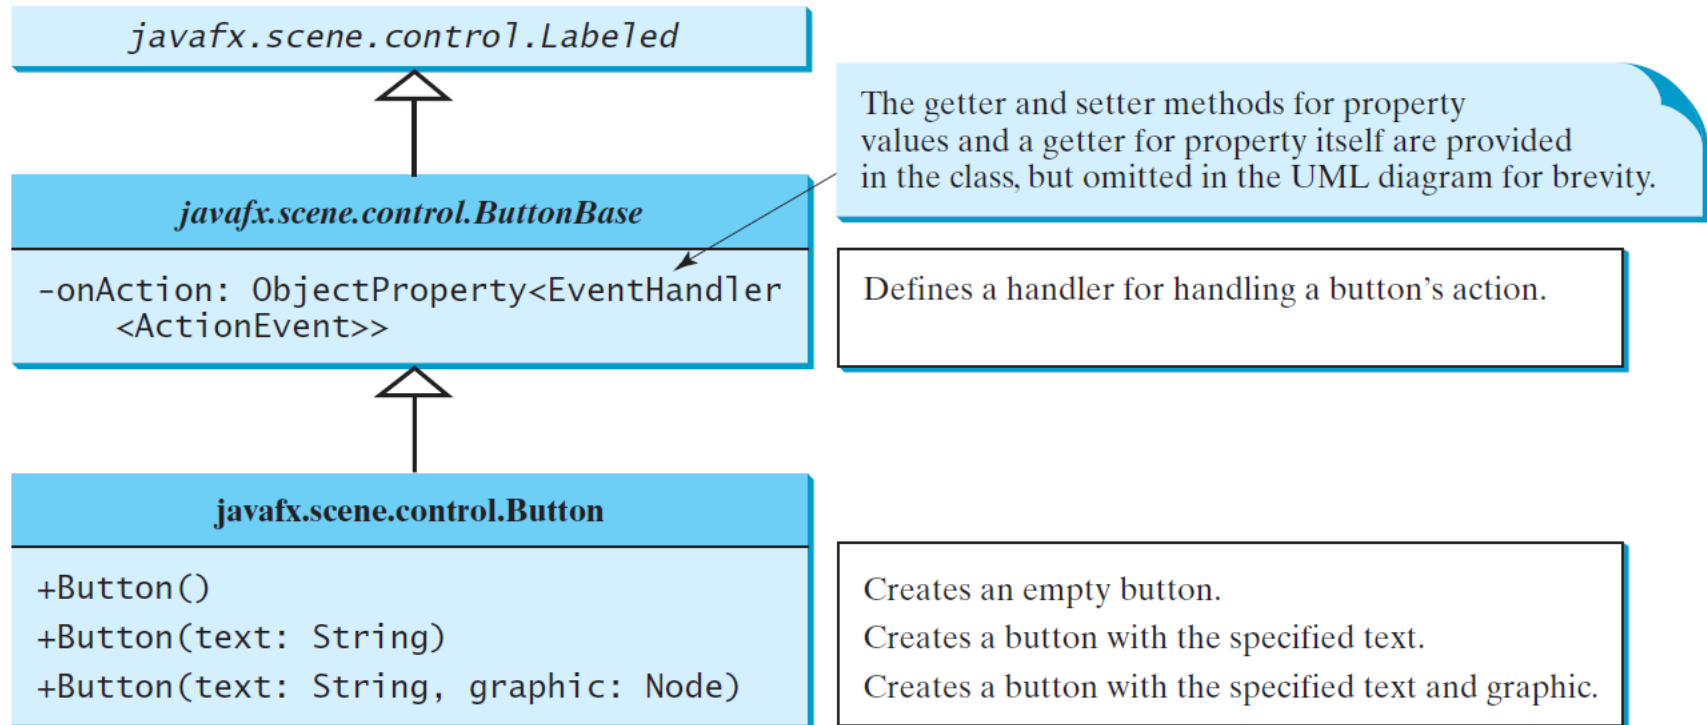 javafx.scene.control.Labeled
The getter and setter methods for property
values and a getter for property itself are provided
in the class, but omitted in the UML diagram for brevity.
javafx.scene.control.ButtonBase
-onAction: ObjectProperty<EventHandler
<ActionEvent>>
Defines a handler for handling a button’s action.
javafx.scene.control.Button
+Button()
Creates an empty button.
+Button(text: String)
Creates a button with the specified text.
+Button(text: String, graphic: Node)
Creates a button with the specified text and graphic.